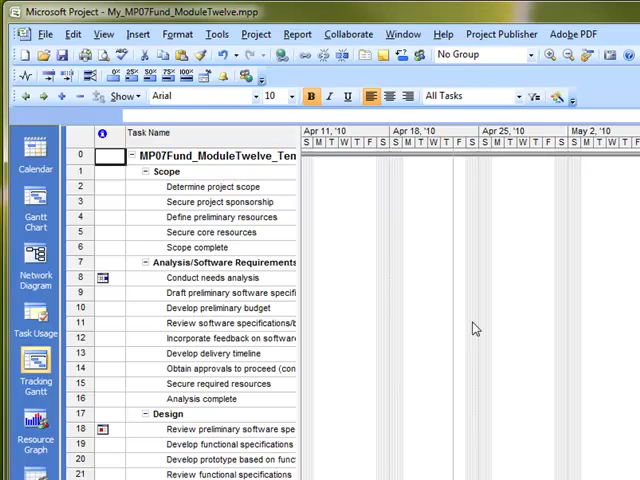 Microsoft Project - My_MP07Fund_ModuleTwelve.mpp
File Edit View Insert Format Tools Project Report Collaborate Window Help Project Publisher Adobe PDF
No Group
0% 25% 50% 75% 100%
Show Arial 10 B I U All Tasks
Task Name
Apr 11, '10 Apr 18, '10 Apr 25, '10 May 2, '10
S M T W T F S S M T W T F S S M T W T F S S M T W T F
0 MP07Fund_ModuleTwelve_Ten
1 Scope
2 Determine project scope
3 Secure project sponsorship
4 Define preliminary resources
5 Secure core resources
6 Scope complete
7 Analysis/Software Requirements
8 Conduct needs analysis
9 Draft preliminary software specifi
10 Develop preliminary budget
11 Review software specifications/b
12 Incorporate feedback on softwar
13 Develop delivery timeline
14 Obtain approvals to proceed (con
15 Secure required resources
16 Analysis complete
17 Design
18 Review preliminary software spe
19 Develop functional specifications
20 Develop prototype based on func
21 Review functional specifications
Calendar
Gantt
Chart
Network
Diagram
Task Usage
Tracking
Gantt
Resource
Graph